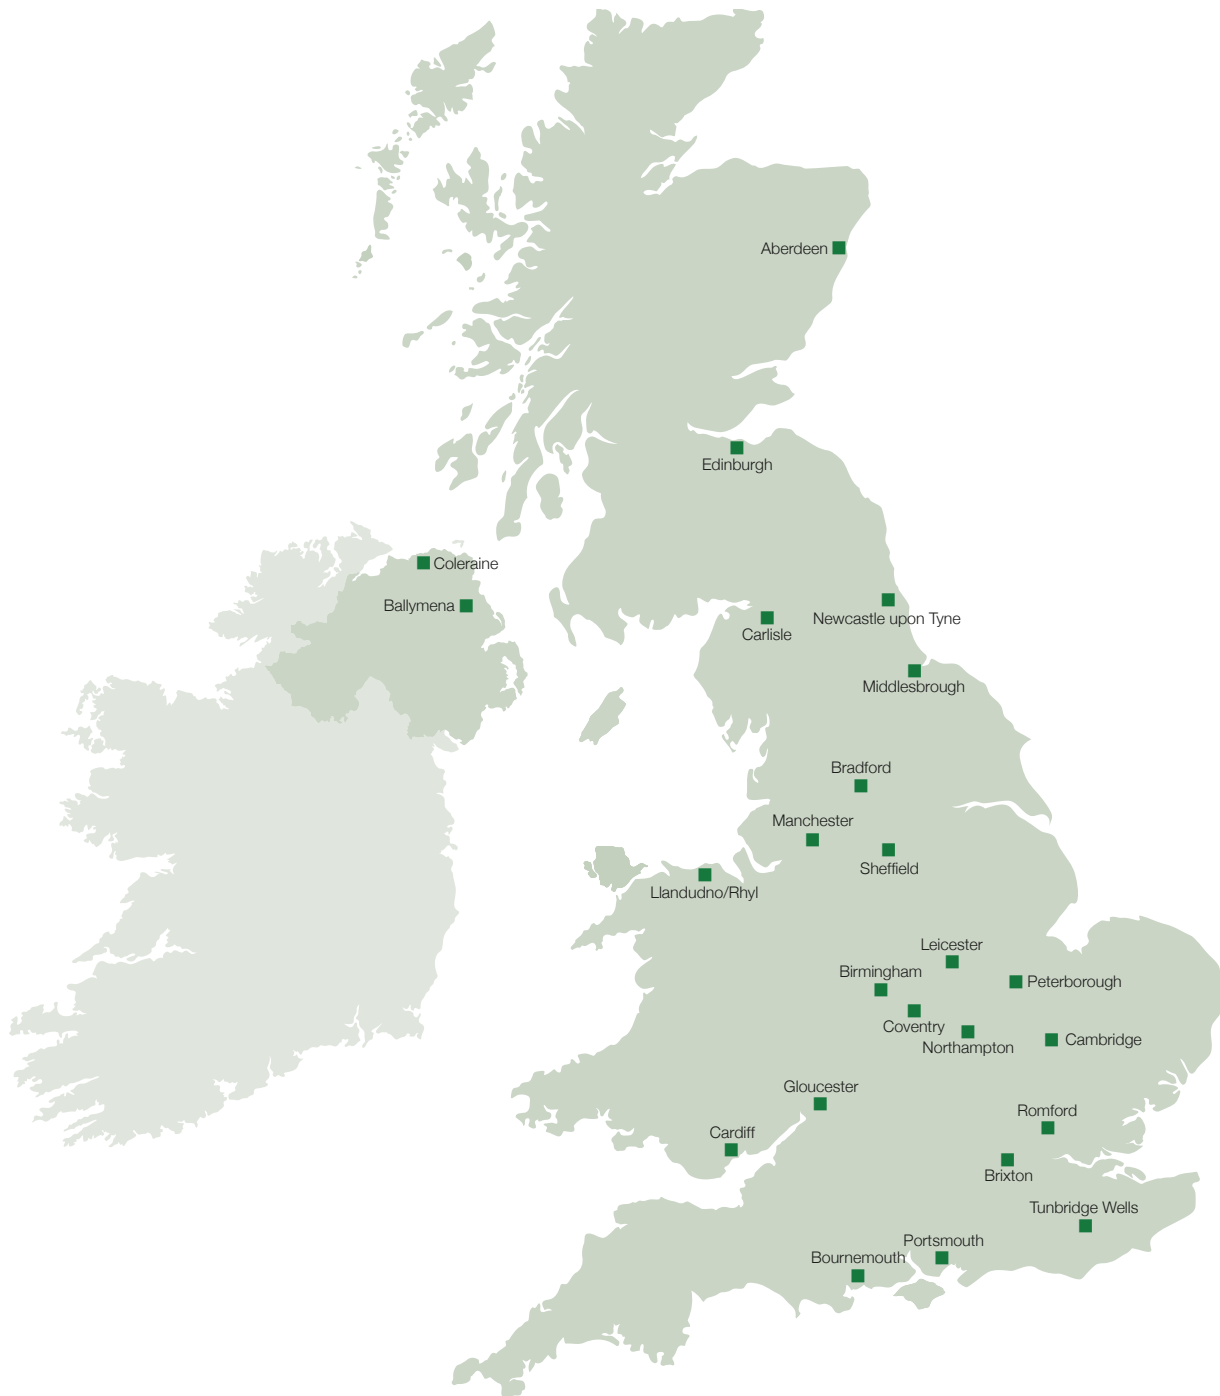 Aberdeen
Edinburgh
Coleraine
Ballymena
Newcastle upon Tyne
Carlisle
Middlesbrough
Bradford
Manchester
Sheffield
Llandudno/Rhyl
Leicester
Birmingham
Peterborough
Coventry
Northampton
Cambridge
Gloucester
Romford
Cardiff
Brixton
Tunbridge Wells
Portsmouth
Bournemouth